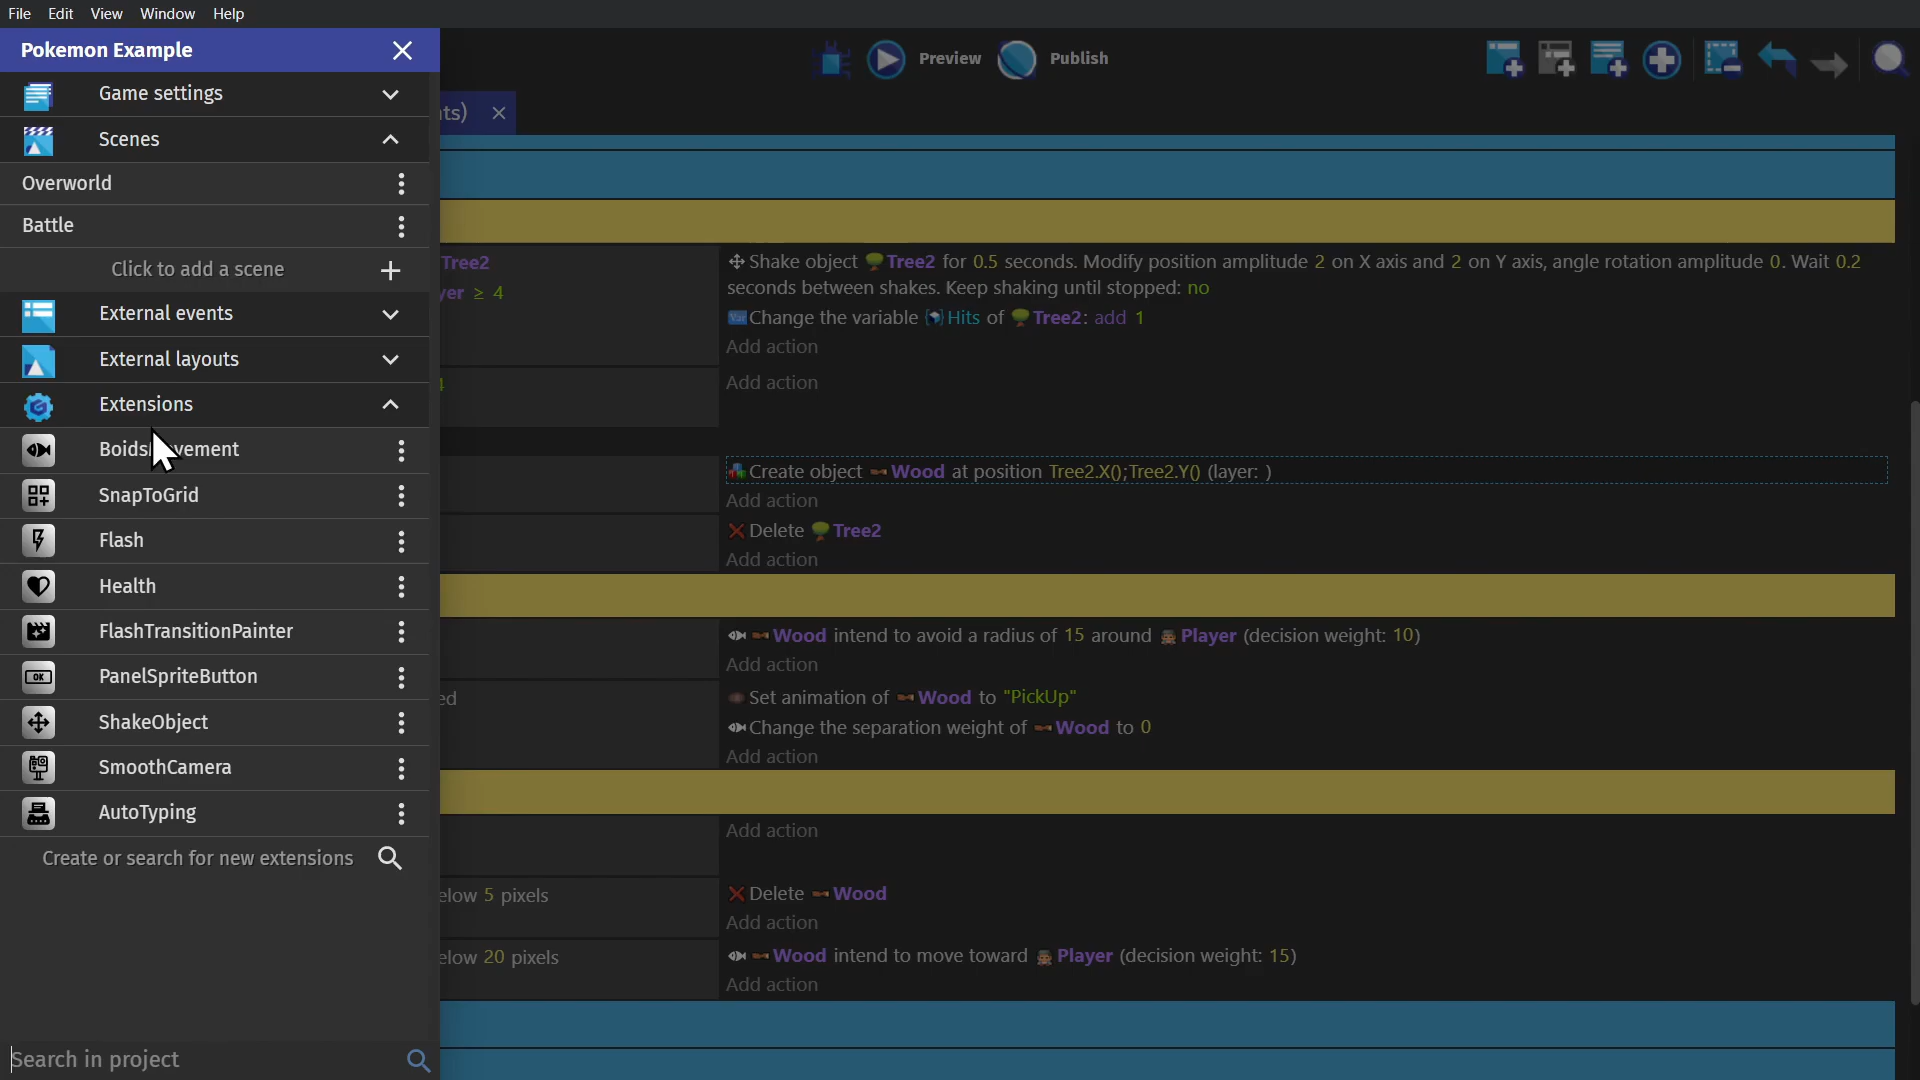 File Edit View Window Help
Pokemon Example
Game settings
Scenes
Overworld
Battle
Click to add a scene
External events
External layouts
Extensions
SnapToGrid
Flash
Health
FlashTransitionPainter
PanelSpriteButton
ShakeObject
SmoothCamera
AutoTyping
Create or search for new extensions
Search in project
Preview Publish
Tree2
≥ 4
Shake object Tree2 for 0.5 seconds. Modify position amplitude 2 on X axis and 2 on Y axis, angle rotation amplitude 0. Wait 0.2
seconds between shakes. Keep shaking until stopped: no
Var Change the variable Hits of Tree2: add 1
Add action
Add action
Create object Wood at position Tree2.X();Tree2.Y() (layer: )
Add action
Delete Tree2
Add action
Wood intend to avoid a radius of 15 around Player (decision weight: 10)
Add action
Set animation of Wood to "PickUp"
Change the separation weight of Wood to 0
Add action
Add action
5 pixels
Delete Wood
Add action
20 pixels
Wood intend to move toward Player (decision weight: 15)
Add action